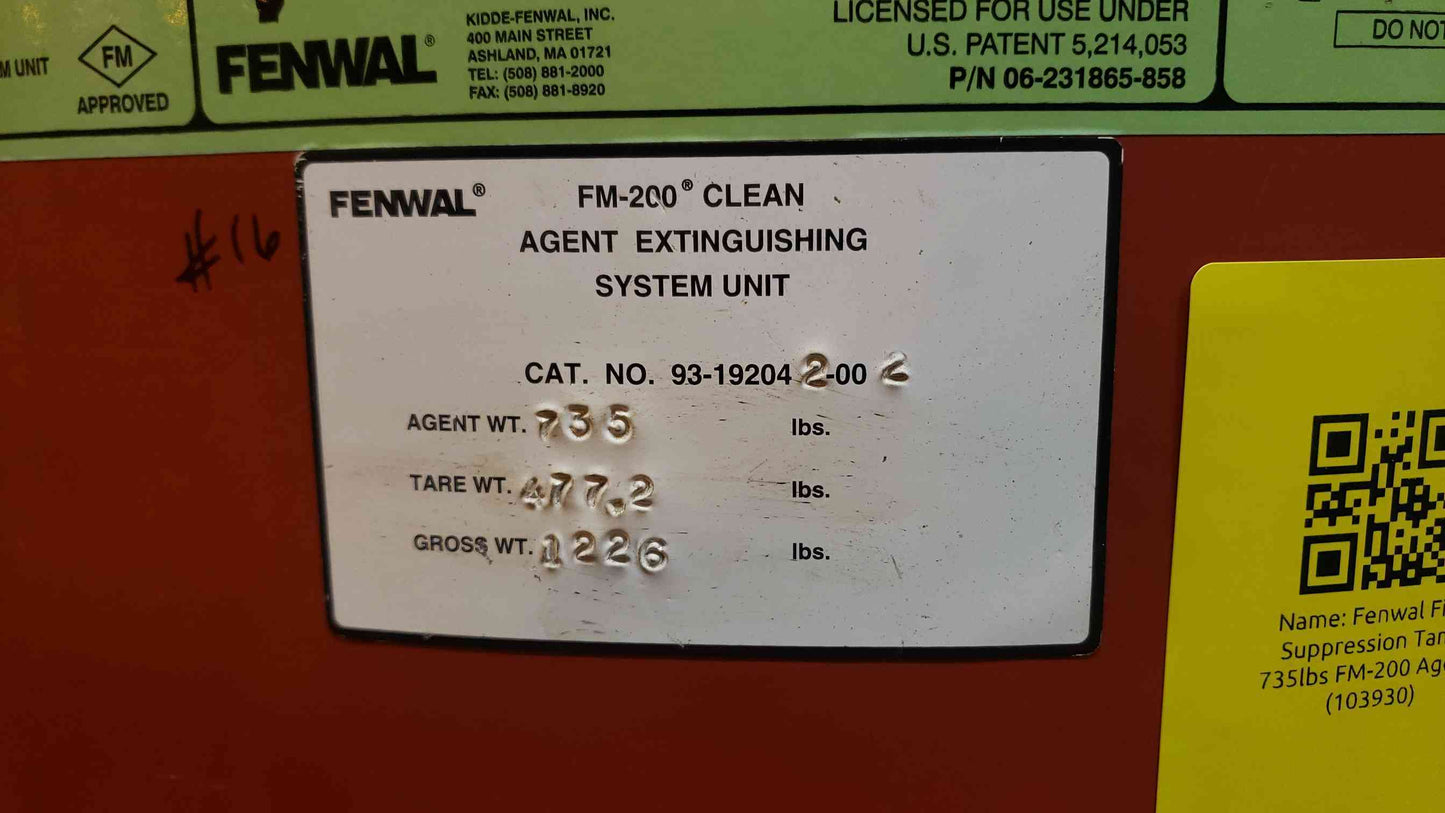 M UNIT
FM
APPROVED
FENWAL®
KIDDE-FENWAL, INC.
400 MAIN STREET
ASHLAND, MA 01721
TEL: (508) 881-2000
FAX: (508) 881-8920
LICENSED FOR USE UNDER
U.S. PATENT 5,214,053
P/N 06-231865-858
DO NOT
#16
FENWAL®
FM-200® CLEAN
AGENT EXTINGUISHING
SYSTEM UNIT
CAT. NO. 93-192042-002
AGENT WT. 735 lbs.
TARE WT. 477.2 lbs.
GROSS WT. 1226 lbs.
Name: Fenwal Fi
Suppression Tan
735lbs FM-200 Age
(103930)